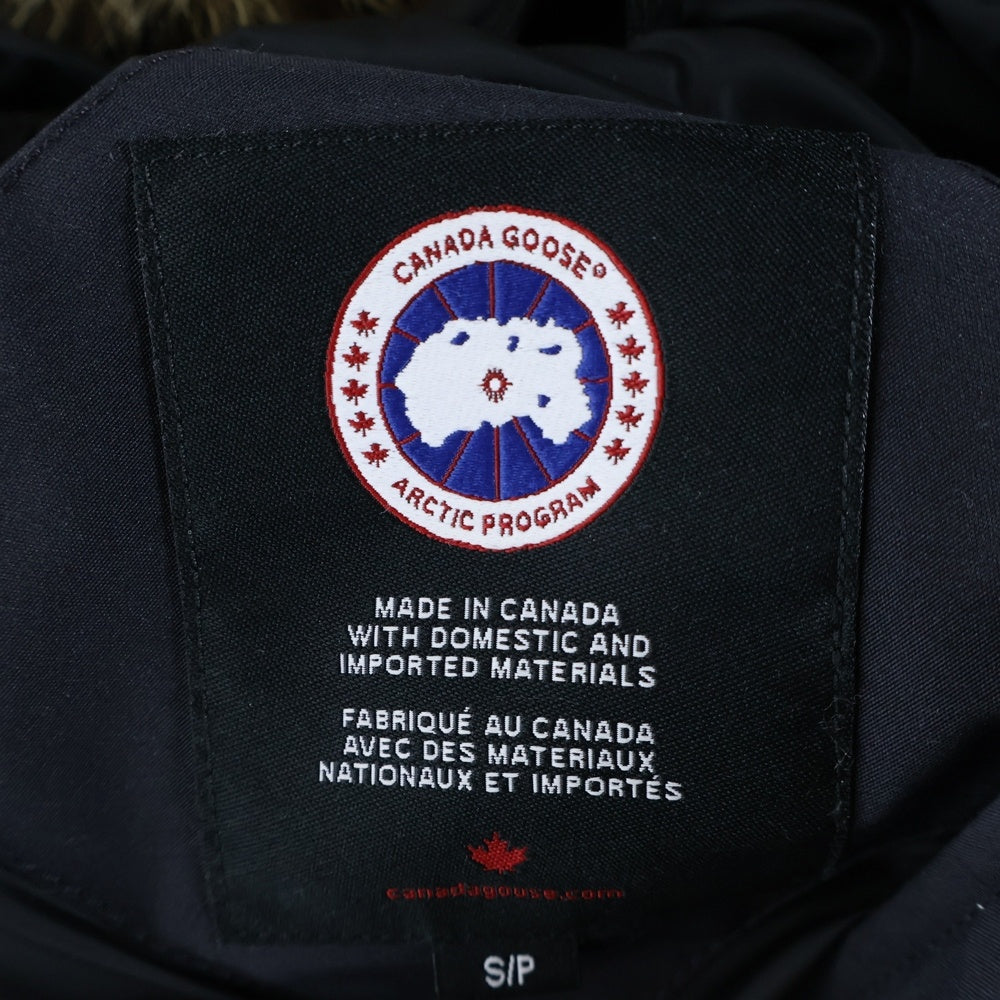 CANADA GOOSE®
ARCTIC PROGRAM
MADE IN CANADA
WITH DOMESTIC AND
IMPORTED MATERIALS
FABRIQUÉ AU CANADA
AVEC DES MATERIAUX
NATIONAUX ET IMPORTÉS
canadagoose.com
S/P